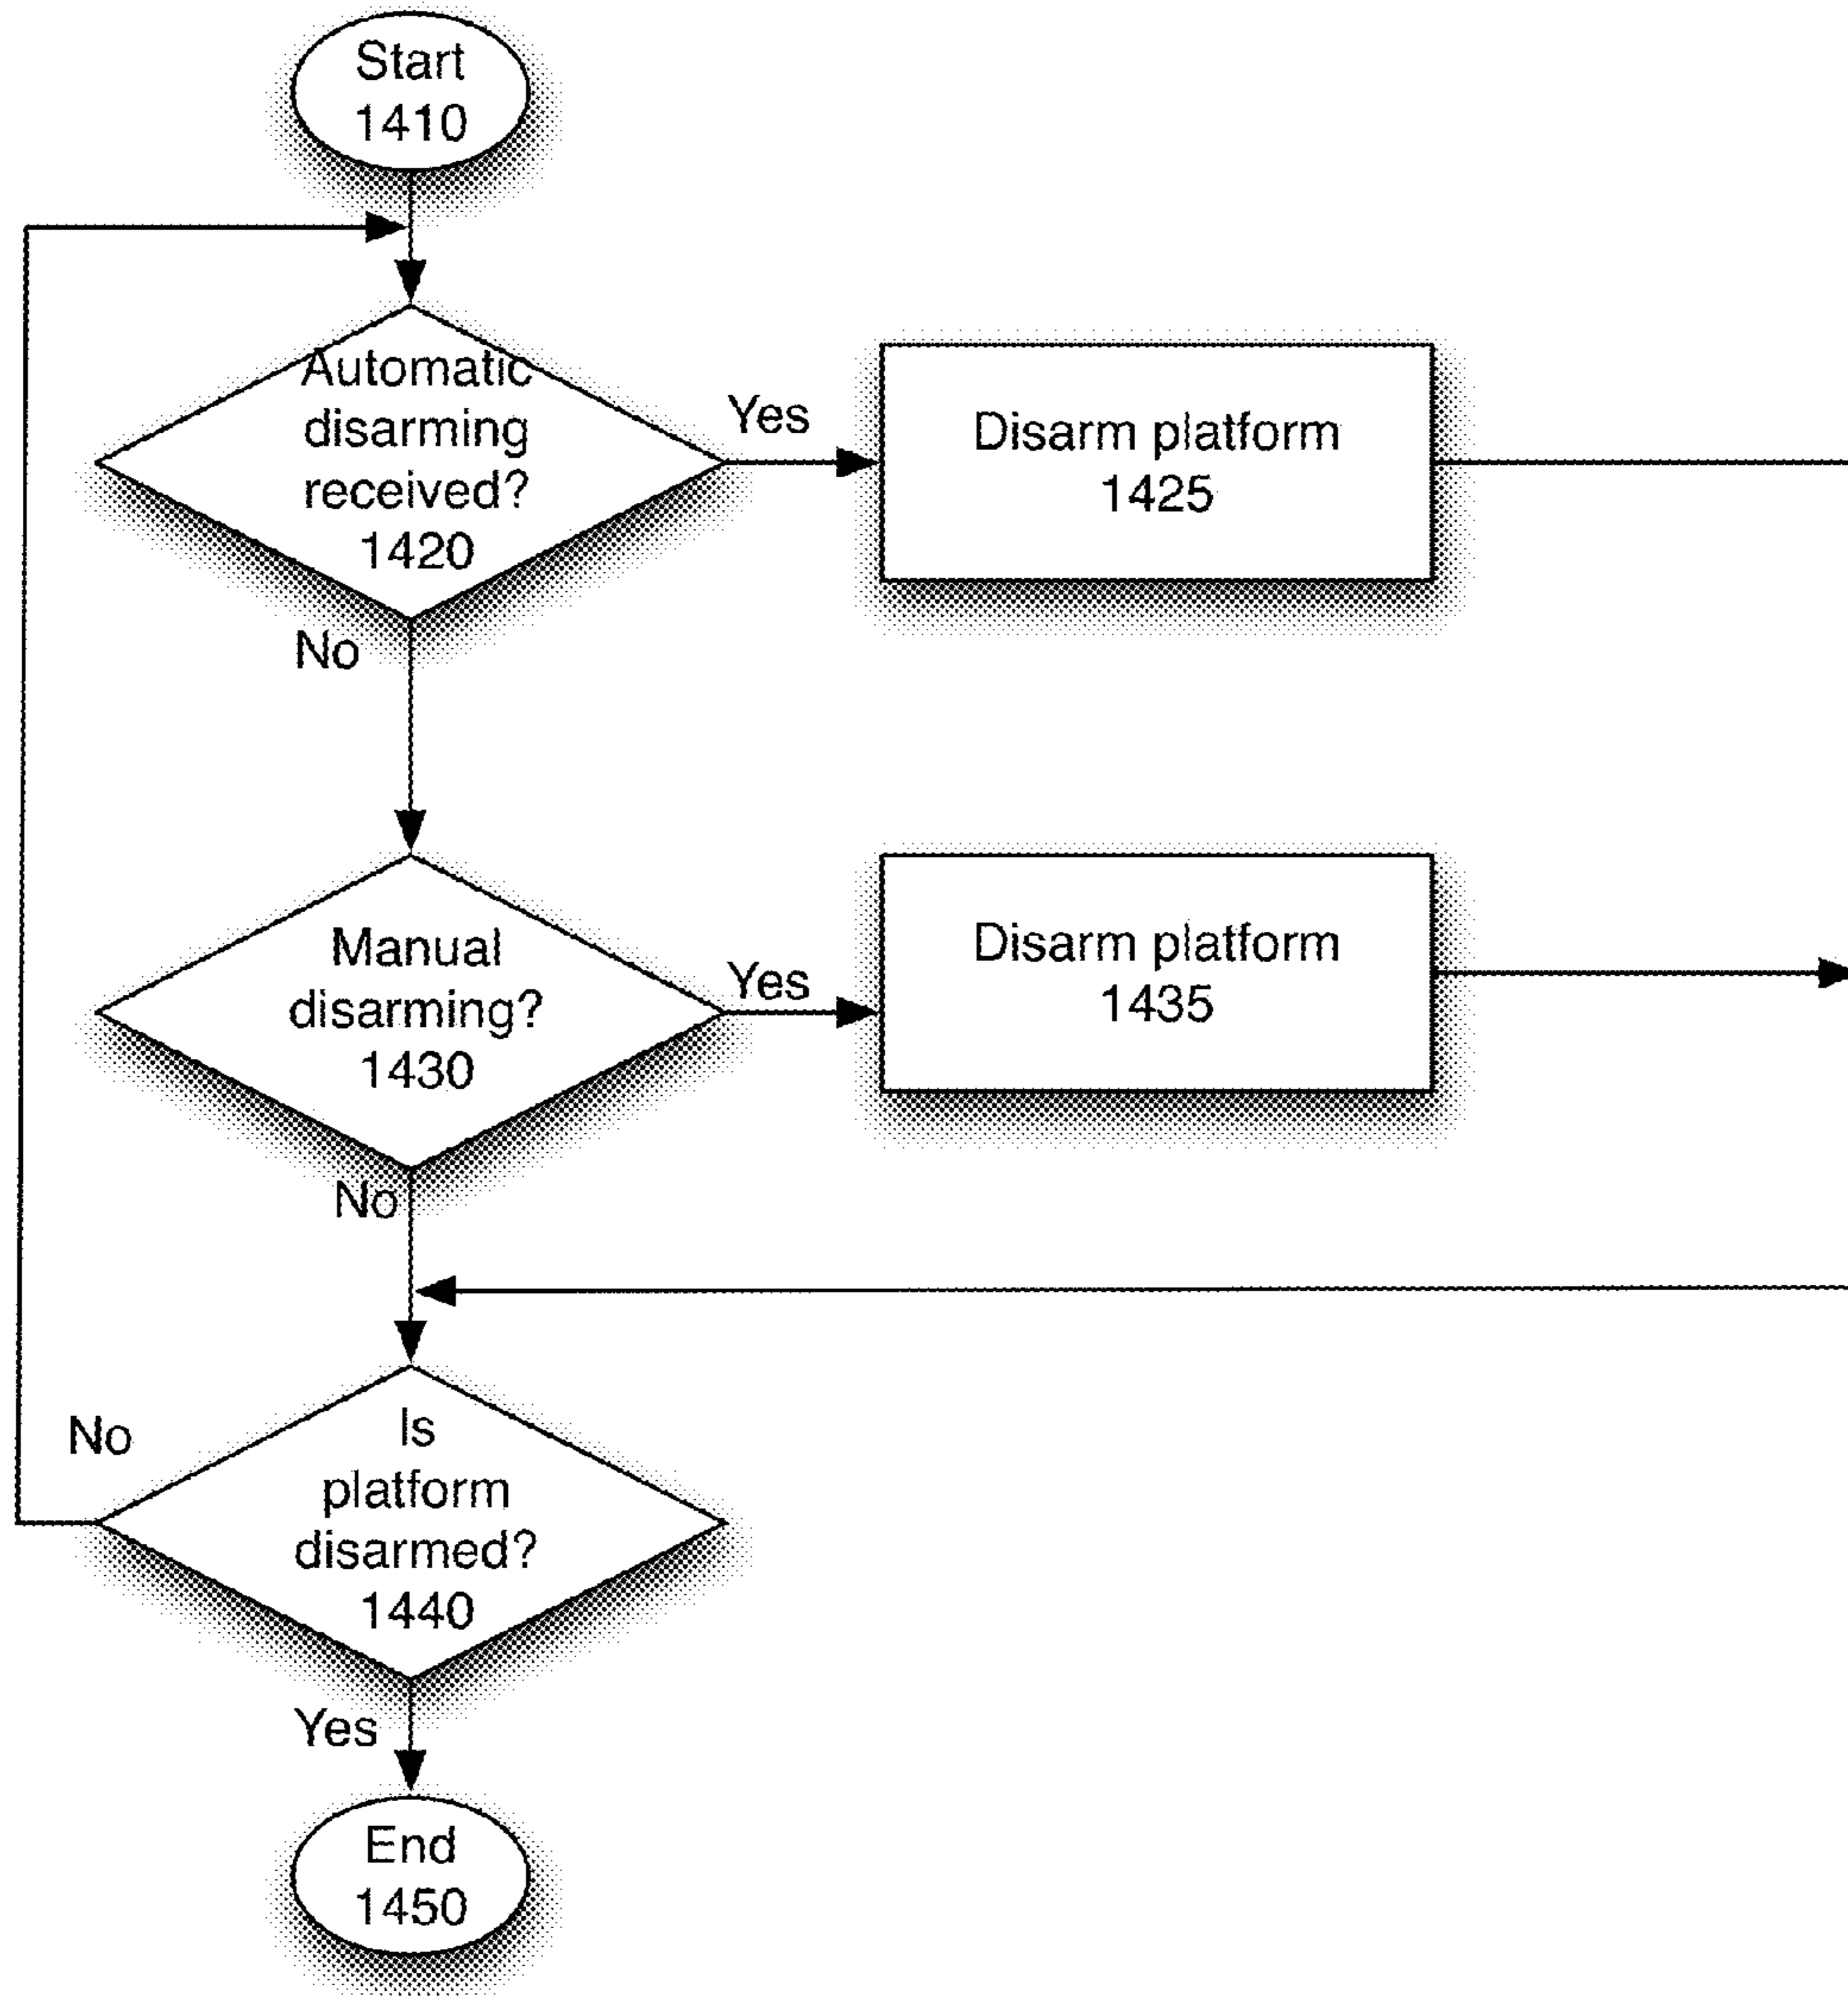 Start
1410
Automatic
disarming
received?
1420
Yes
Disarm platform
1425
No
Manual
disarming?
1430
Yes
Disarm platform
1435
No
Is
platform
disarmed?
1440
No
Yes
End
1450